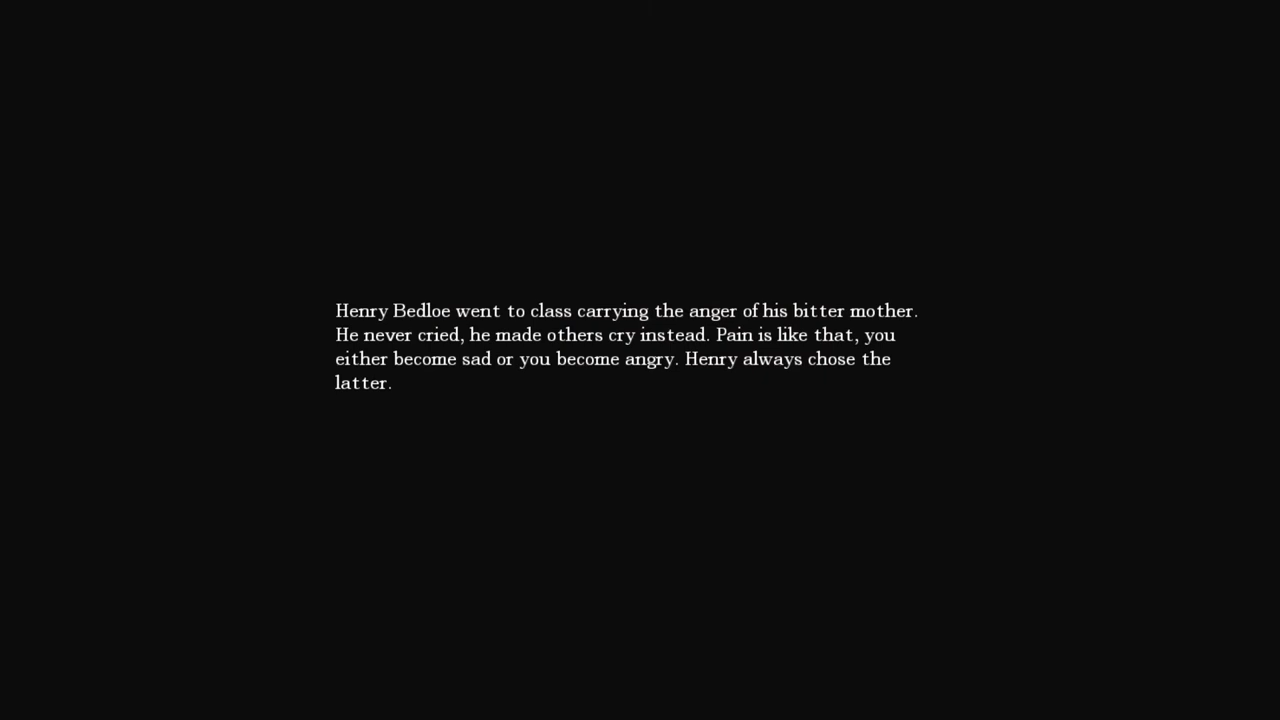 Henry Bedloe went to class carrying the anger of his bitter mother.
He never cried, he made others cry instead. Pain is like that, you
either become sad or you become angry. Henry always chose the
latter.